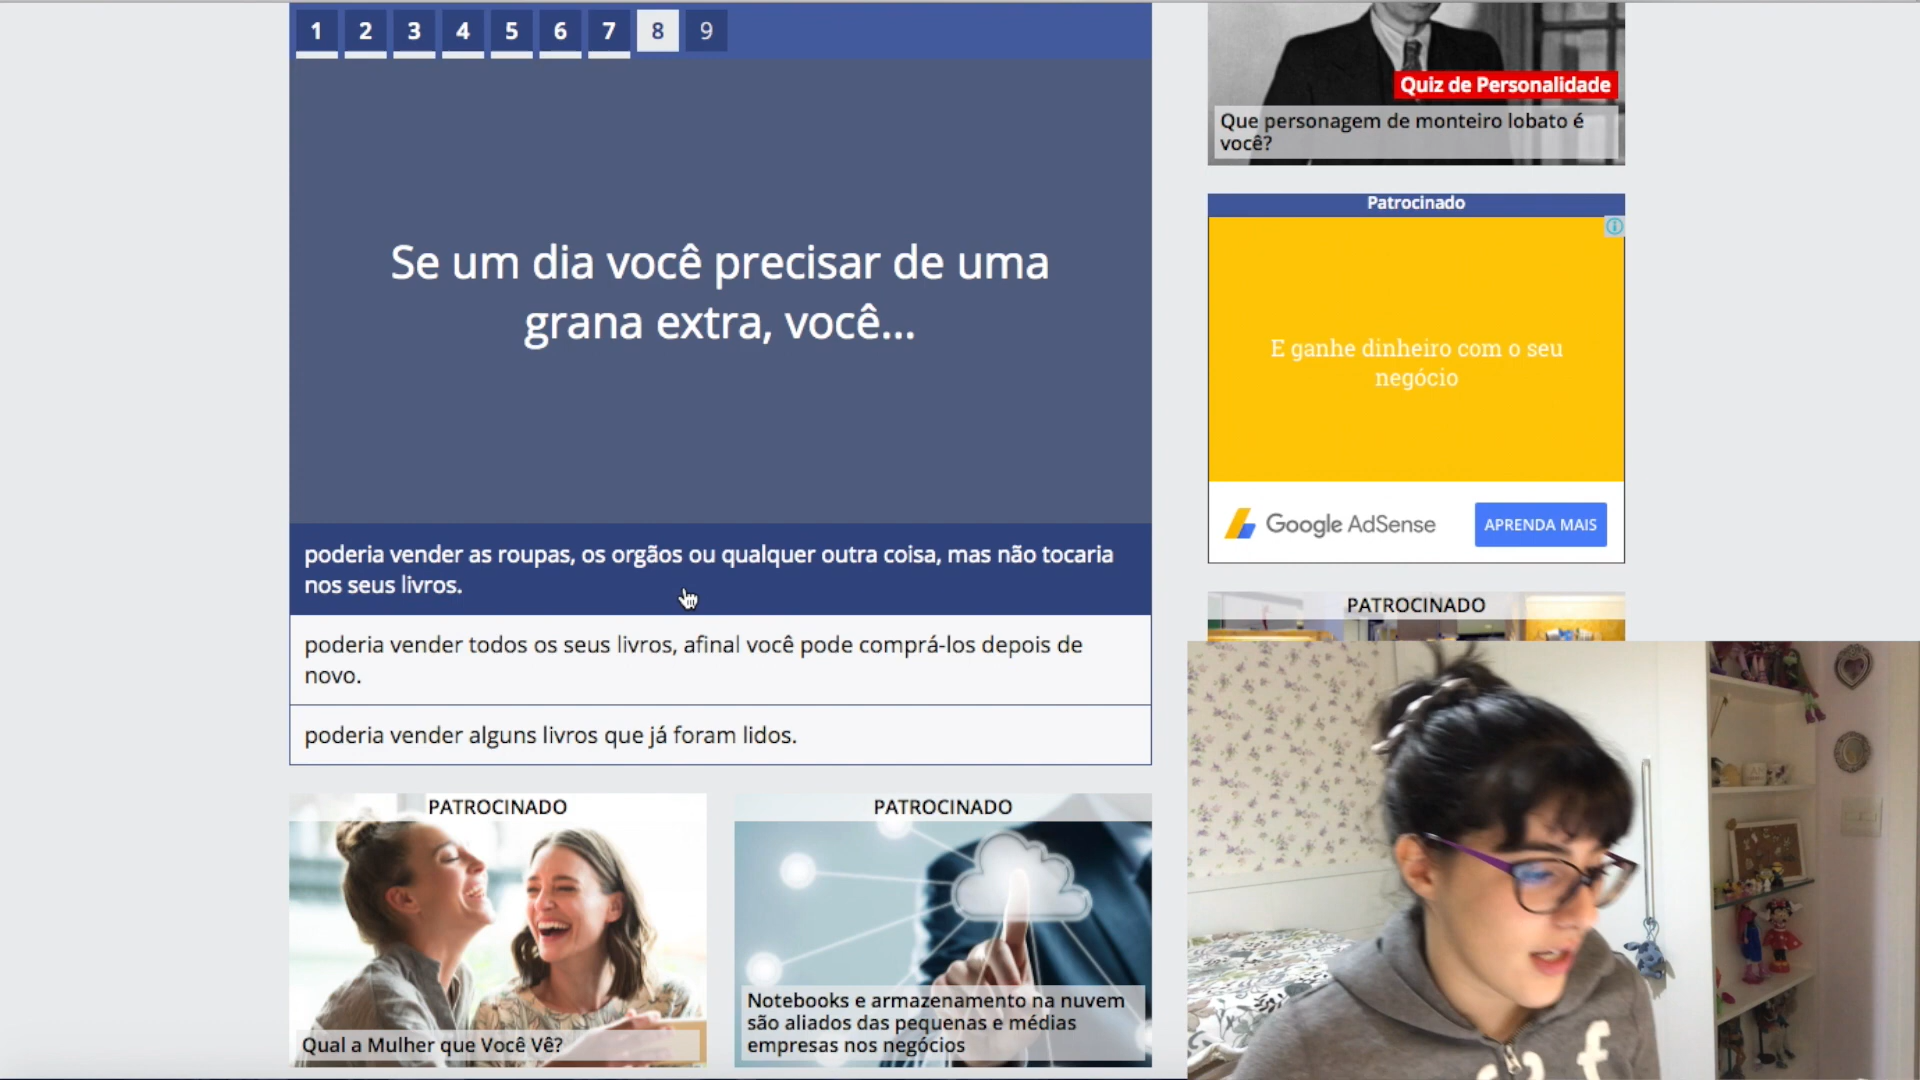 1 2 3 4 5 6 7 8 9
Se um dia você precisar de uma
grana extra, você...
poderia vender as roupas, os orgãos ou qualquer outra coisa, mas não tocaria
nos seus livros.
poderia vender todos os seus livros, afinal você pode comprá-los depois de
novo.
poderia vender alguns livros que já foram lidos.
PATROCINADO
Qual a Mulher que Você Vê?
PATROCINADO
Notebooks e armazenamento na nuvem
são aliados das pequenas e médias
empresas nos negócios
Quiz de Personalidade
Que personagem de monteiro lobato é
você?
Patrocinado
E ganhe dinheiro com o seu
negócio
Google AdSense
APRENDA MAIS
PATROCINADO